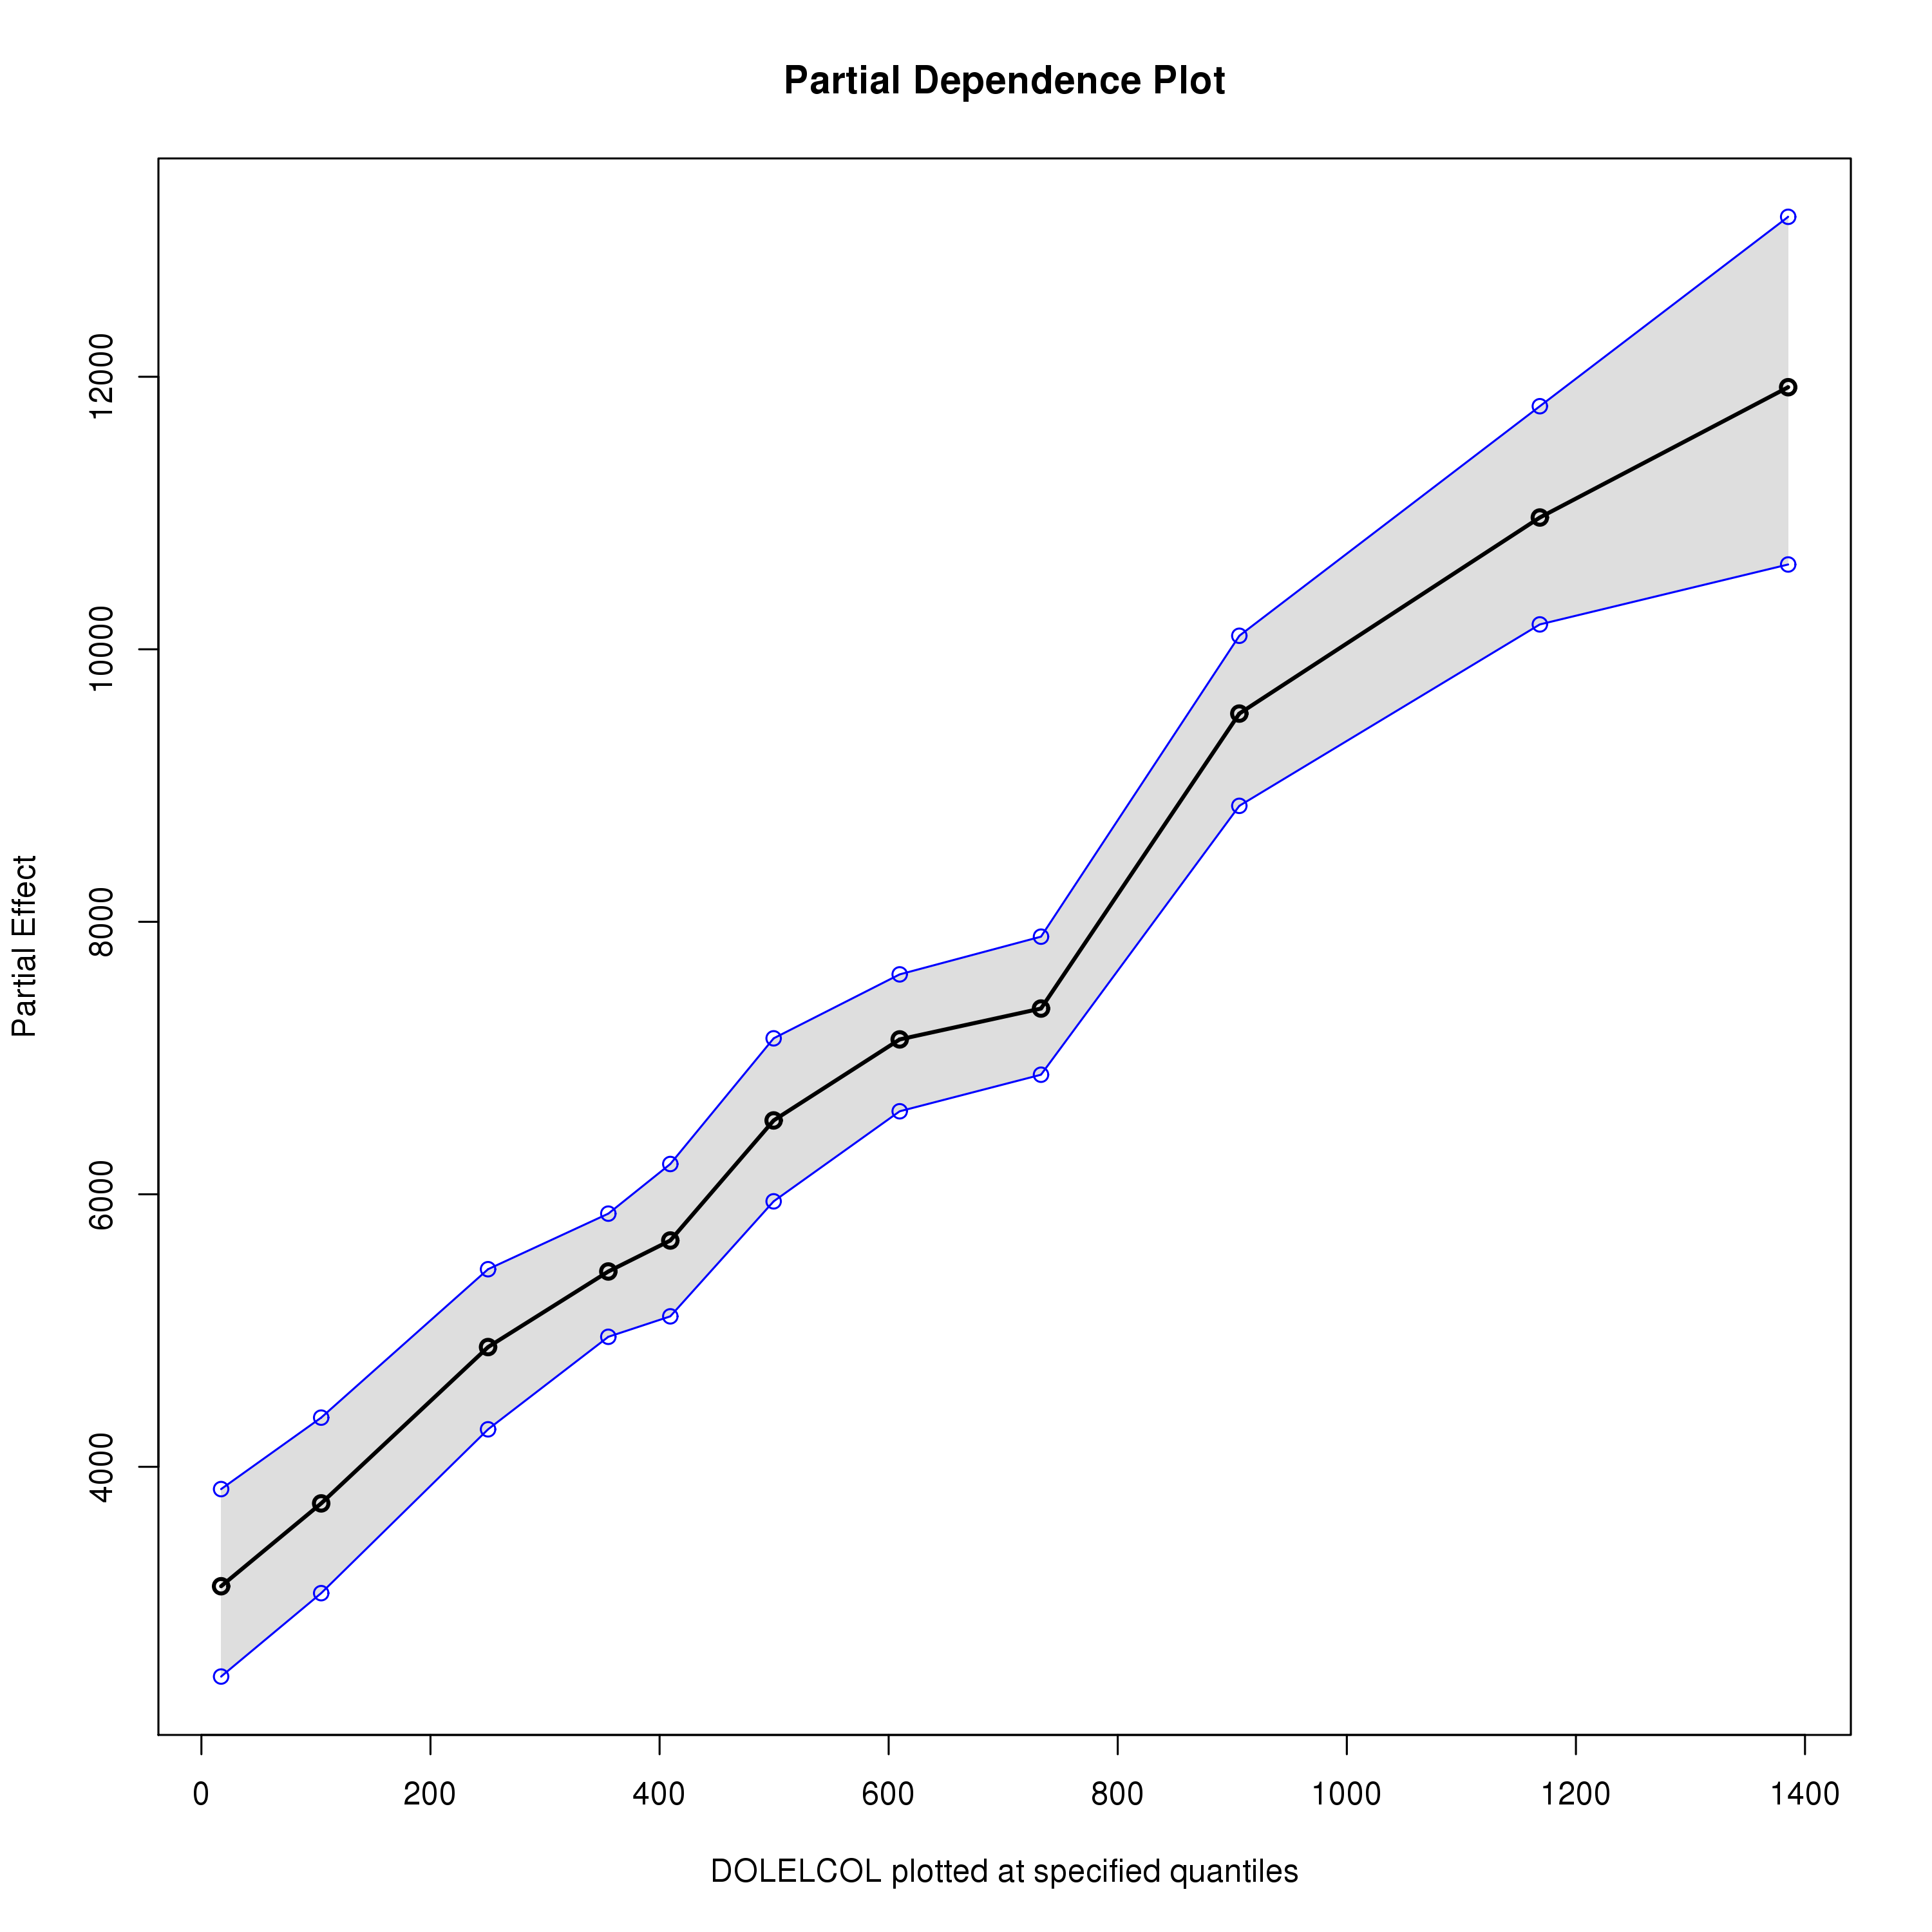 Partial Dependence Plot
Partial Effect
12000
10000
8000
6000
4000
0 200 400 600 800 1000 1200 1400
DOLELCOL plotted at specified quantiles